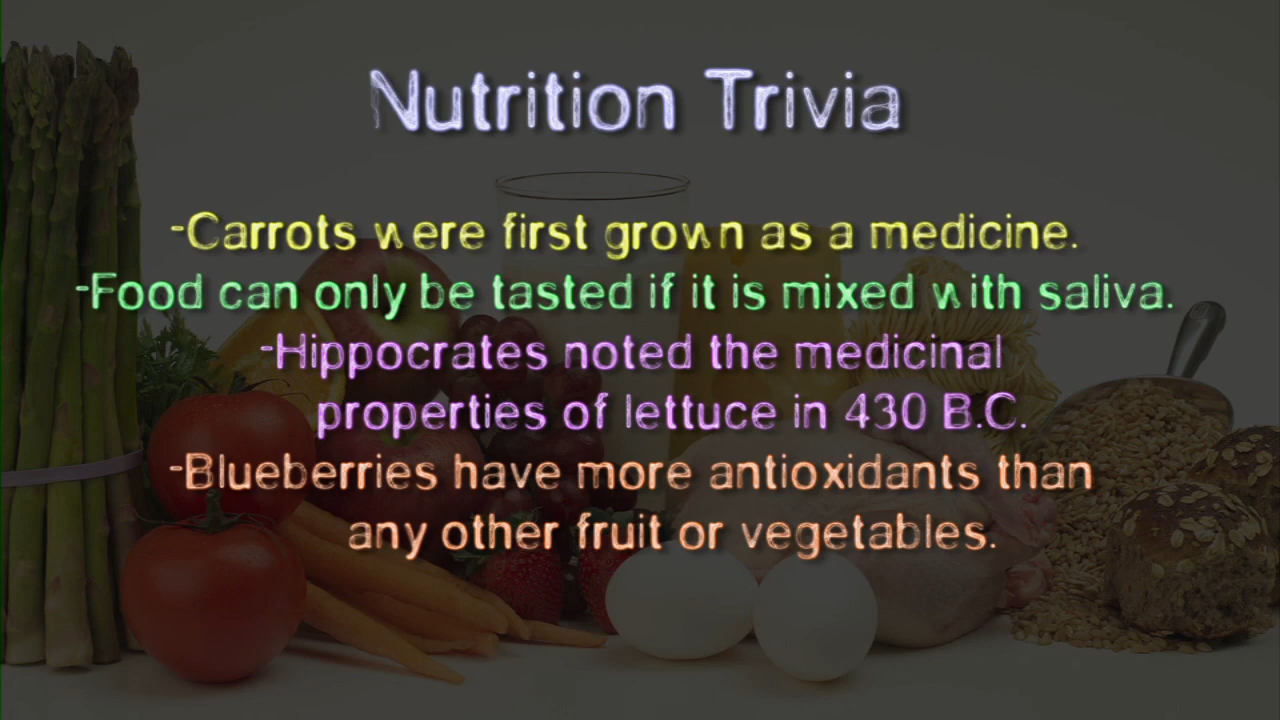 Nutrition Trivia
-Carrots were first grown as a medicine.
-Food can only be tasted if it is mixed with saliva.
-Hippocrates noted the medicinal
properties of lettuce in 430 B.C.
-Blueberries have more antioxidants than
any other fruit or vegetables.